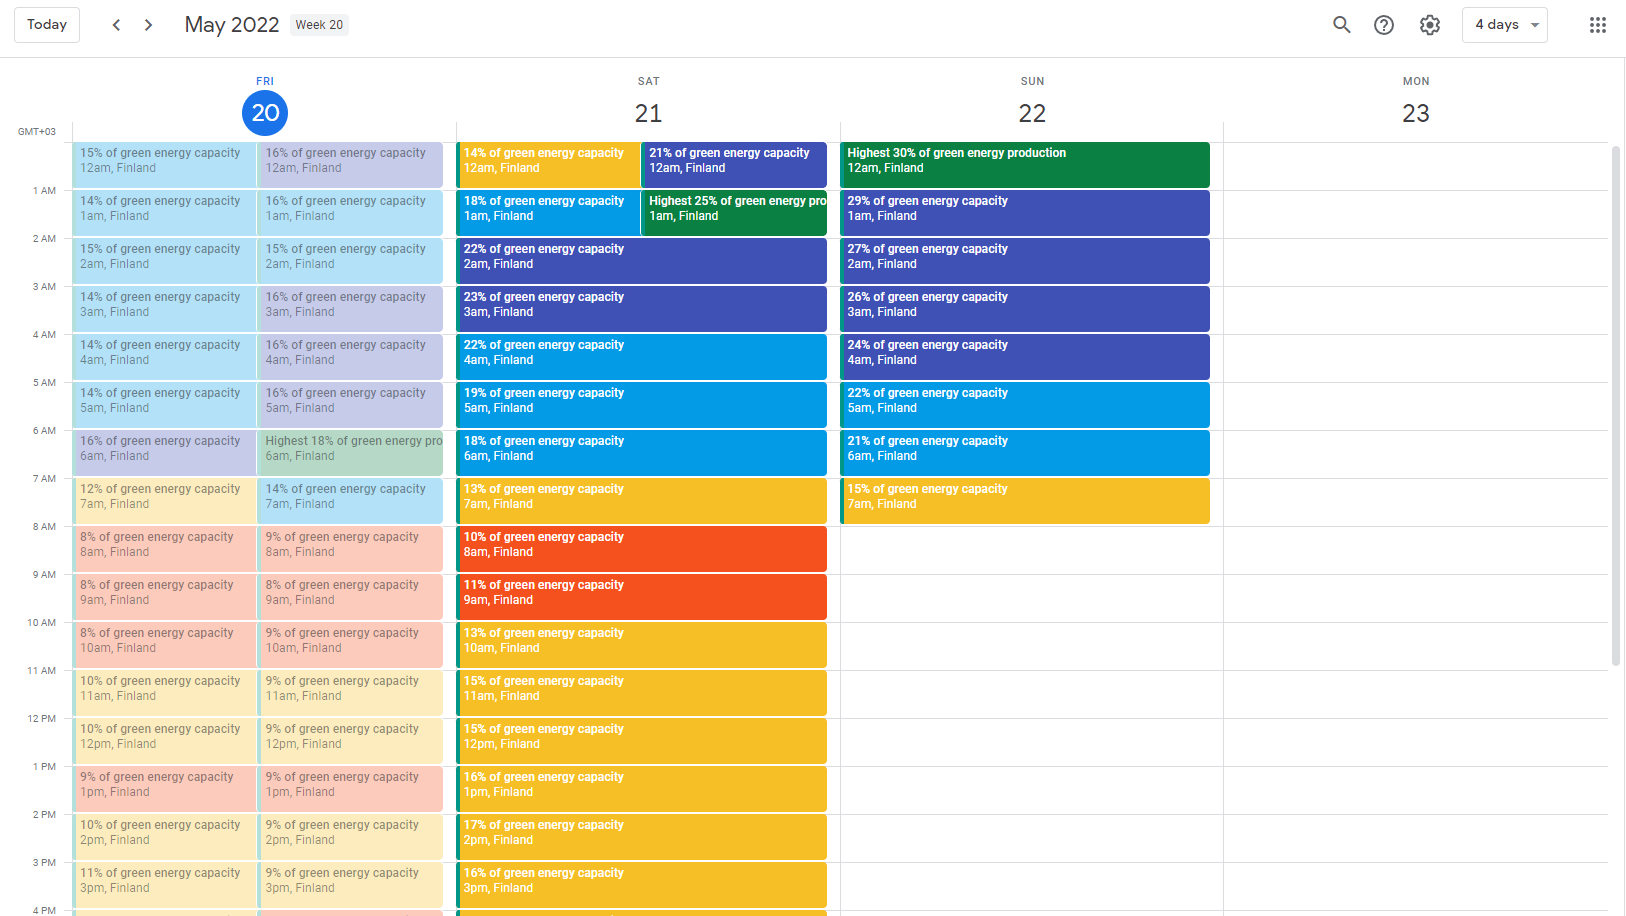 Today
May 2022
Week 20
4 days
FRI
20
SAT
21
SUN
22
MON
23
GMT+03
15% of green energy capacity
12am, Finland
16% of green energy capacity
12am, Finland
14% of green energy capacity
12am, Finland
21% of green energy capacity
12am, Finland
Highest 30% of green energy production
12am, Finland
1 AM
14% of green energy capacity
1am, Finland
16% of green energy capacity
1am, Finland
18% of green energy capacity
1am, Finland
Highest 25% of green energy pro
1am, Finland
29% of green energy capacity
1am, Finland
2 AM
15% of green energy capacity
2am, Finland
15% of green energy capacity
2am, Finland
22% of green energy capacity
2am, Finland
27% of green energy capacity
2am, Finland
3 AM
14% of green energy capacity
3am, Finland
16% of green energy capacity
3am, Finland
23% of green energy capacity
3am, Finland
26% of green energy capacity
3am, Finland
4 AM
14% of green energy capacity
4am, Finland
16% of green energy capacity
4am, Finland
22% of green energy capacity
4am, Finland
24% of green energy capacity
4am, Finland
5 AM
14% of green energy capacity
5am, Finland
16% of green energy capacity
5am, Finland
19% of green energy capacity
5am, Finland
22% of green energy capacity
5am, Finland
6 AM
16% of green energy capacity
6am, Finland
Highest 18% of green energy pro
6am, Finland
18% of green energy capacity
6am, Finland
21% of green energy capacity
6am, Finland
7 AM
12% of green energy capacity
7am, Finland
14% of green energy capacity
7am, Finland
13% of green energy capacity
7am, Finland
15% of green energy capacity
7am, Finland
8 AM
8% of green energy capacity
8am, Finland
9% of green energy capacity
8am, Finland
10% of green energy capacity
8am, Finland
9 AM
8% of green energy capacity
9am, Finland
8% of green energy capacity
9am, Finland
11% of green energy capacity
9am, Finland
10 AM
8% of green energy capacity
10am, Finland
9% of green energy capacity
10am, Finland
13% of green energy capacity
10am, Finland
11 AM
10% of green energy capacity
11am, Finland
9% of green energy capacity
11am, Finland
15% of green energy capacity
11am, Finland
12 PM
10% of green energy capacity
12pm, Finland
9% of green energy capacity
12pm, Finland
15% of green energy capacity
12pm, Finland
1 PM
9% of green energy capacity
1pm, Finland
9% of green energy capacity
1pm, Finland
16% of green energy capacity
1pm, Finland
2 PM
10% of green energy capacity
2pm, Finland
9% of green energy capacity
2pm, Finland
17% of green energy capacity
2pm, Finland
3 PM
11% of green energy capacity
3pm, Finland
9% of green energy capacity
3pm, Finland
16% of green energy capacity
3pm, Finland
4 PM